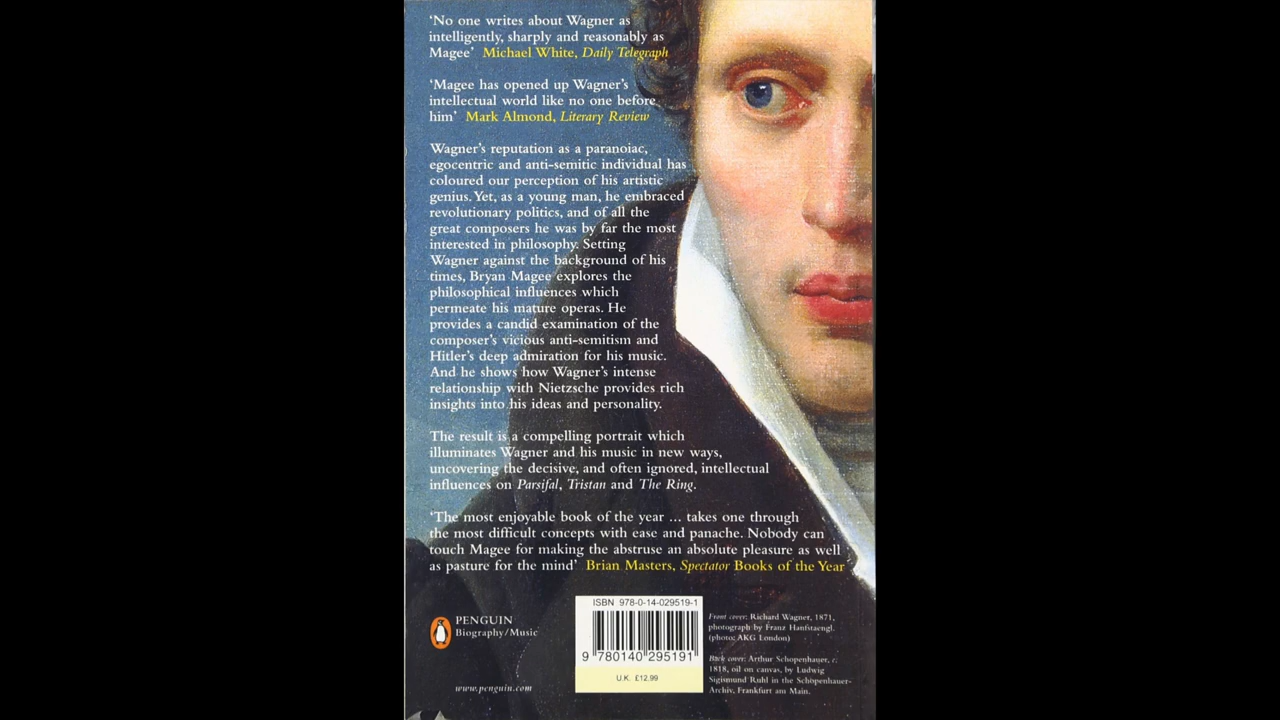 ‘No one writes about Wagner as
intelligently, sharply and reasonably as
Magee’ Michael White, Daily Telegraph
‘Magee has opened up Wagner’s
intellectual world like no one before
him’ Mark Almond, Literary Review
Wagner’s reputation as a paranoiac,
egocentric and anti-semitic individual has
coloured our perception of his artistic
genius. Yet, as a young man, he embraced
revolutionary politics, and of all the
great composers he was by far the most
interested in philosophy. Setting
Wagner against the background of his
times, Bryan Magee explores the
philosophical influences which
permeate his mature operas. He
provides a candid examination of the
composer’s vicious anti-semitism and
Hitler’s deep admiration for his music.
And he shows how Wagner’s intense
relationship with Nietzsche provides rich
insights into his ideas and personality.
The result is a compelling portrait which
illuminates Wagner and his music in new ways,
uncovering the decisive, and often ignored, intellectual
influences on Parsifal, Tristan and The Ring.
‘The most enjoyable book of the year ... takes one through
the most difficult concepts with ease and panache. Nobody can
touch Magee for making the abstruse an absolute pleasure as well
as pasture for the mind’ Brian Masters, Spectator Books of the Year
PENGUIN
Biography/Music
www.penguin.com
ISBN 978-0-14-029519-1
9 780140 295191
U.K. £12.99
Front cover: Richard Wagner, 1871,
photograph by Franz Hanfstaengl.
(photo: AKG London)
Back cover: Arthur Schopenhauer, c.
1818, oil on canvas, by Ludwig
Sigismund Ruhl in the Schopenhauer-
Archiv, Frankfurt am Main.